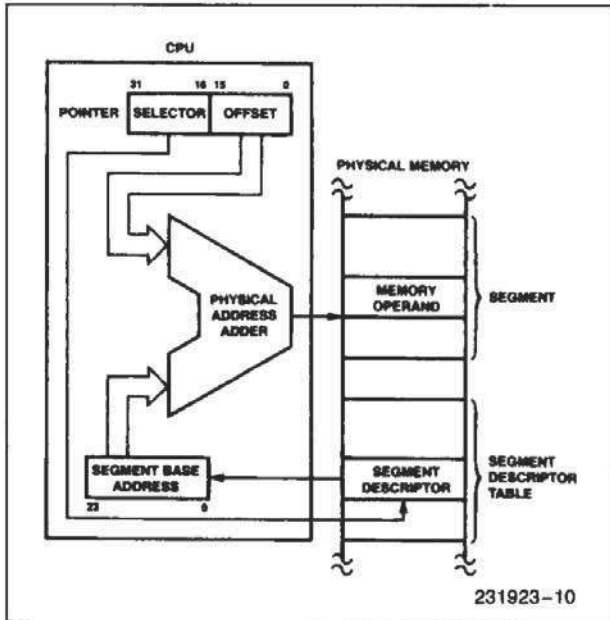 CPU
31 16 15 0
POINTER SELECTOR OFFSET
PHYSICAL MEMORY
MEMORY
OPERAND
SEGMENT
PHYSICAL
ADDRESS
ADDER
SEGMENT BASE
ADDRESS
23 0
SEGMENT
DESCRIPTOR
SEGMENT
DESCRIPTOR
TABLE
231923-10